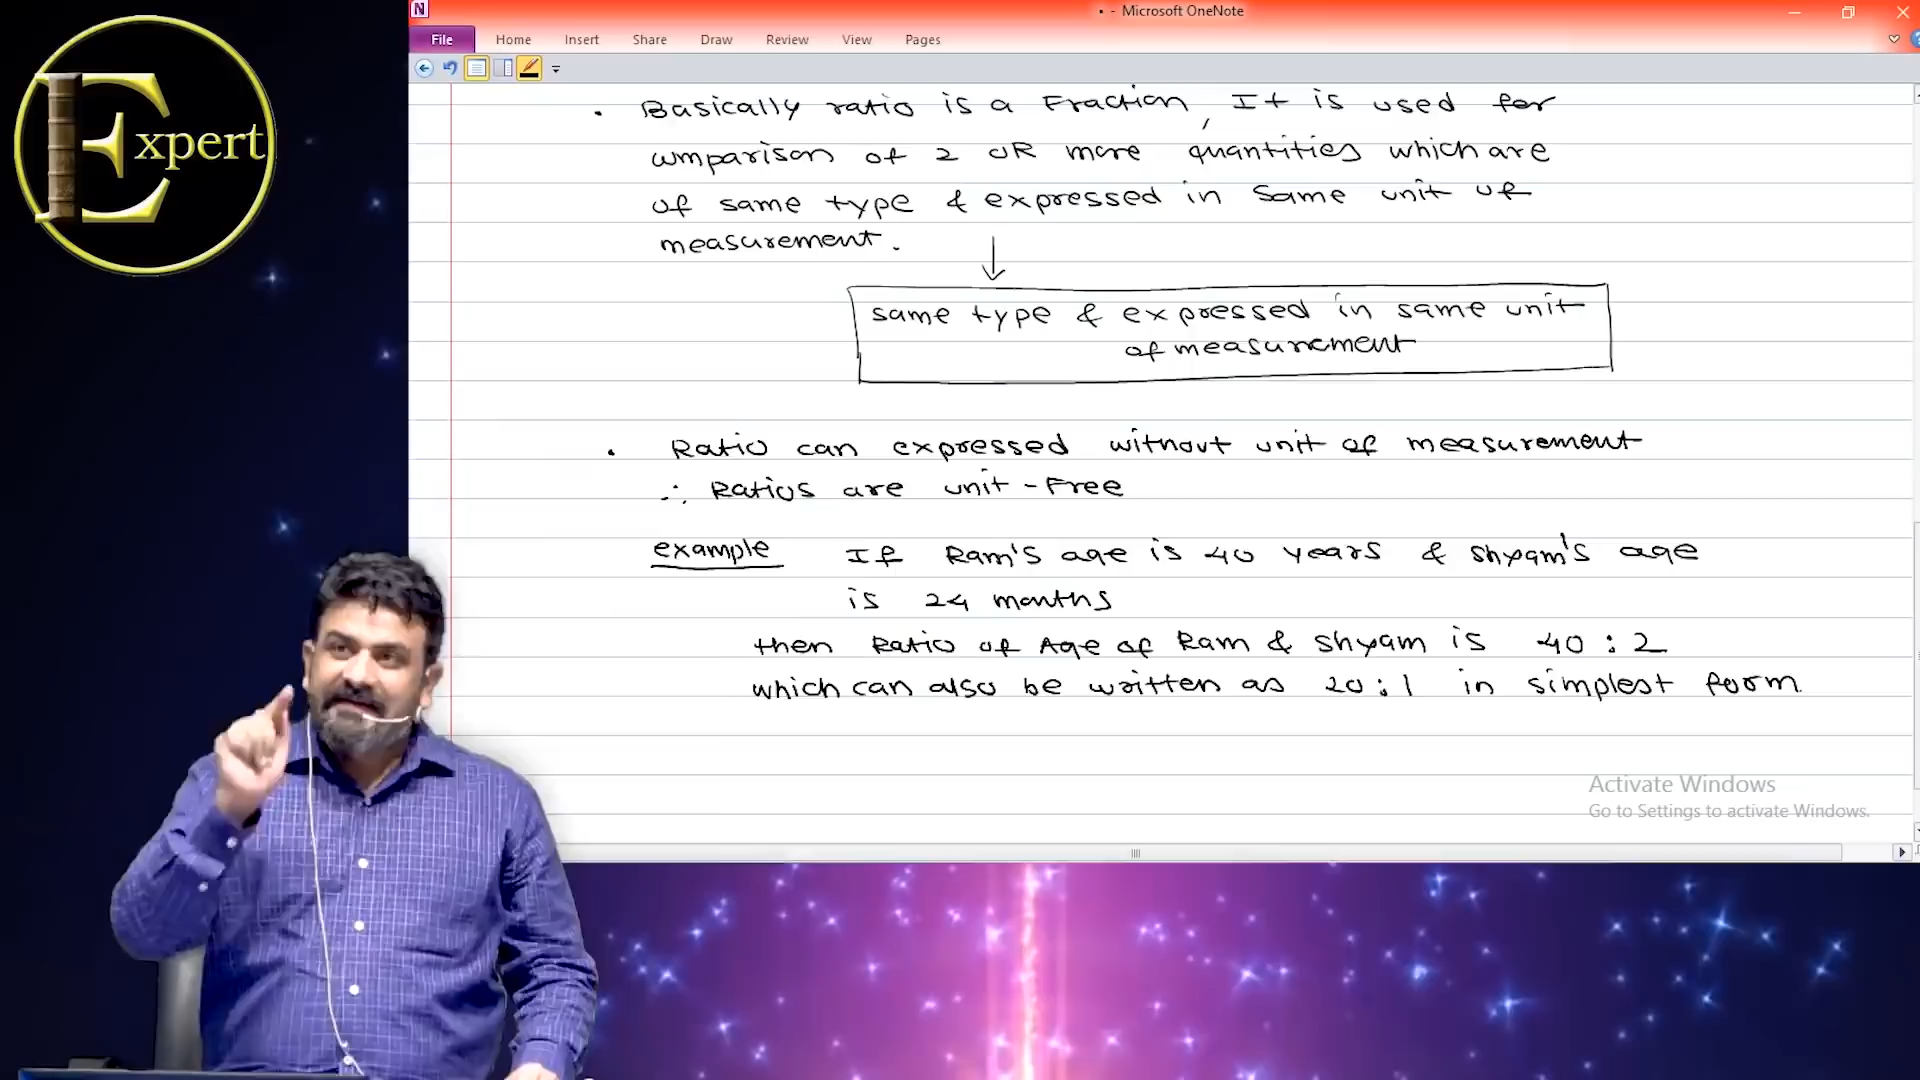 Expert
• - Microsoft OneNote
File Home Insert Share Draw Review View Pages
. Basically ratio is a Fraction, It is used for
comparison of 2 OR more quantities which are
of same type & expressed in same unit of
measurement.
same type & expressed in same unit
of measurement
. Ratio can expressed without unit of measurement
∴ Ratios are unit-Free
example If Ram's age is 40 years & Shyam's age
is 24 months
then Ratio of Age of Ram & Shyam is 40 : 2
which can also be written as 20 : 1 in simplest form.
Activate Windows
Go to Settings to activate Windows.